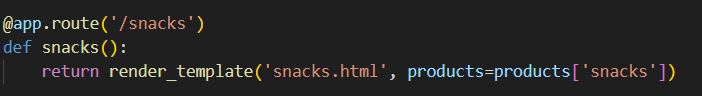 @app.route('/snacks')
def snacks():
    return render_template('snacks.html', products=products['snacks'])